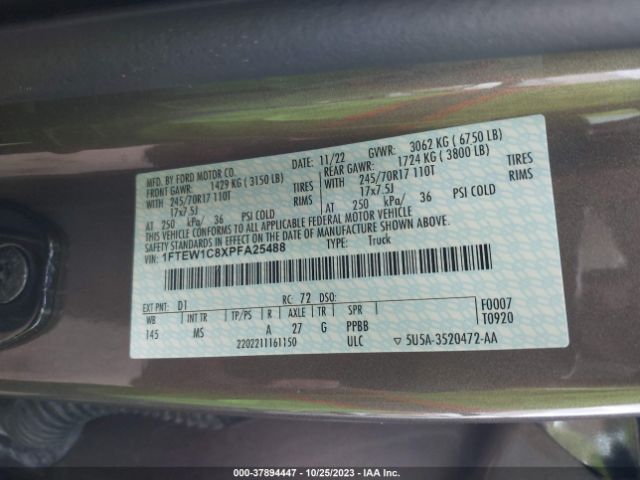 MFD. BY FORD MOTOR CO. DATE: 11/22 GVWR: 3062 KG ( 6750 LB)
FRONT GAWR: 1429 KG ( 3150 LB) REAR GAWR: 1724 KG ( 3800 LB)
WITH 245/70R17 110T TIRES WITH 245/70R17 110T TIRES
17x7.5J RIMS 17x7.5J RIMS
AT 250 kPa/ 36 PSI COLD AT 250 kPa/ 36 PSI COLD
THIS VEHICLE CONFORMS TO ALL APPLICABLE FEDERAL MOTOR VEHICLE
SAFETY STANDARDS IN EFFECT ON THE DATE OF MANUFACTURE SHOWN ABOVE.
VIN: 1FTEW1C8XPFA25488 TYPE: Truck
EXT PNT: D1 RC: 72 DSO: F0007
WB INT TR TP/PS R AXLE TR SPR T0920
145 MS A 27 G PPBB
2202211161150 ULC ▽ 5U5A-3520472-AA
000-37894447 - 10/25/2023 - IAA Inc.